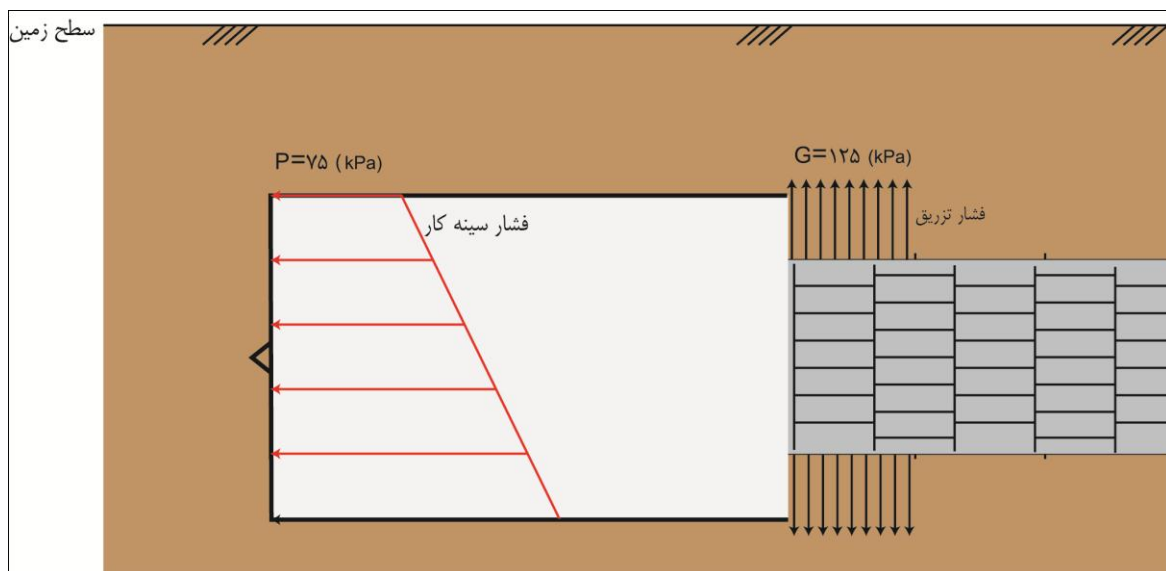 سطح زمین
P=۷۵ (kPa)
G=۱۲۵ (kPa)
فشار سینه کار
فشار تزریق